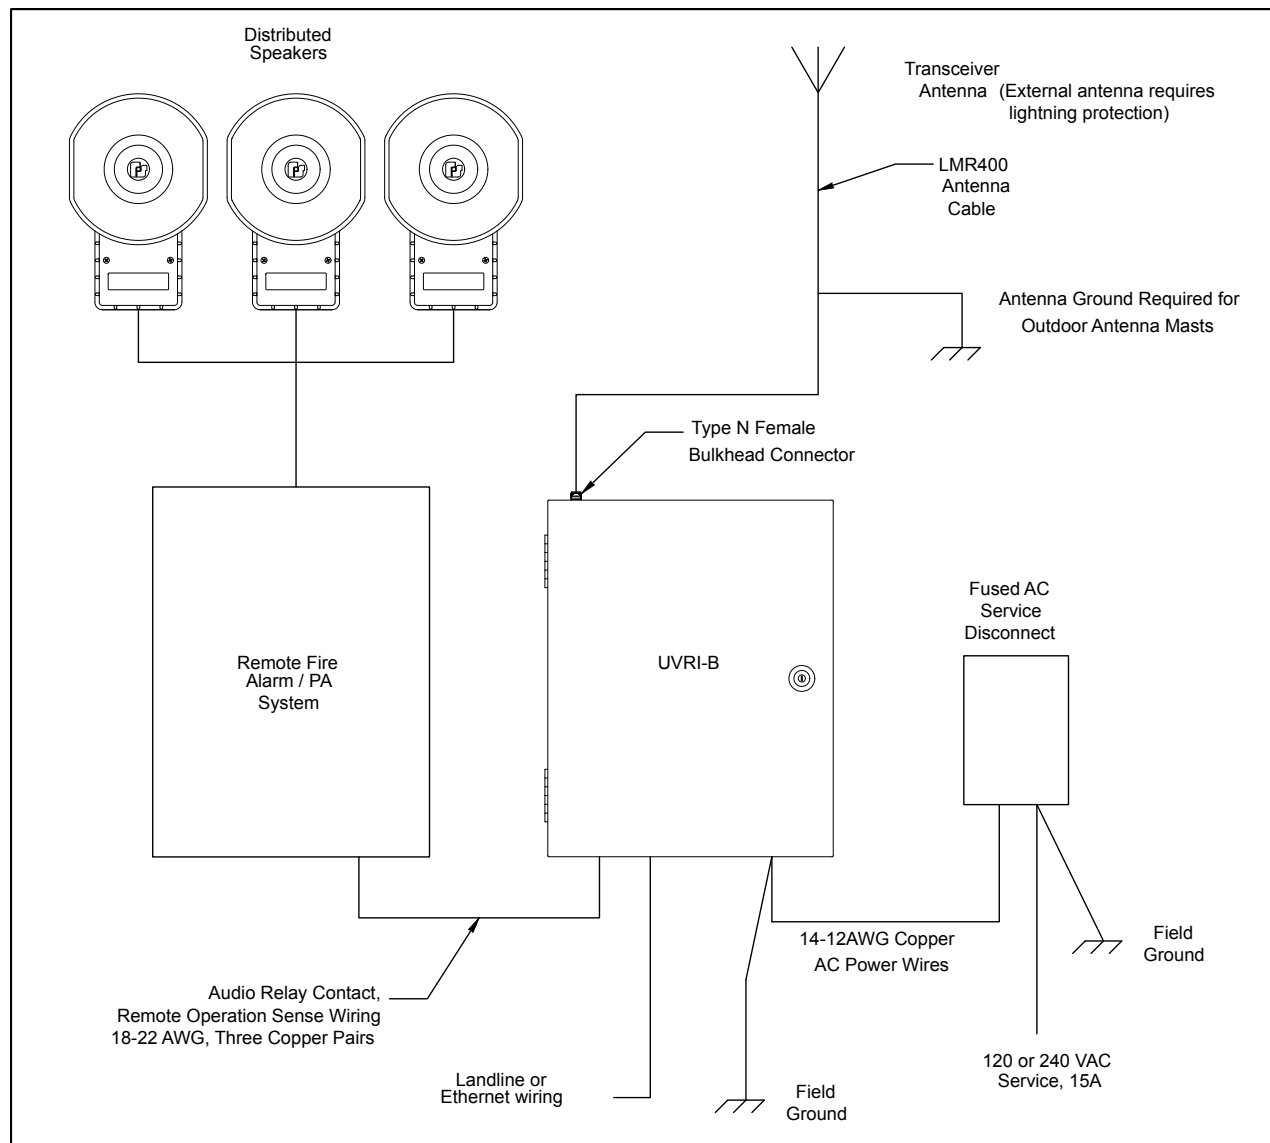 Distributed
Speakers
Transceiver
Antenna (External antenna requires
lightning protection)
LMR400
Antenna
Cable
Antenna Ground Required for
Outdoor Antenna Masts
Type N Female
Bulkhead Connector
Remote Fire
Alarm / PA
System
UVRI-B
Fused AC
Service
Disconnect
14-12AWG Copper
AC Power Wires
Field
Ground
Audio Relay Contact,
Remote Operation Sense Wiring
18-22 AWG, Three Copper Pairs
120 or 240 VAC
Service, 15A
Landline or
Ethernet wiring
Field
Ground